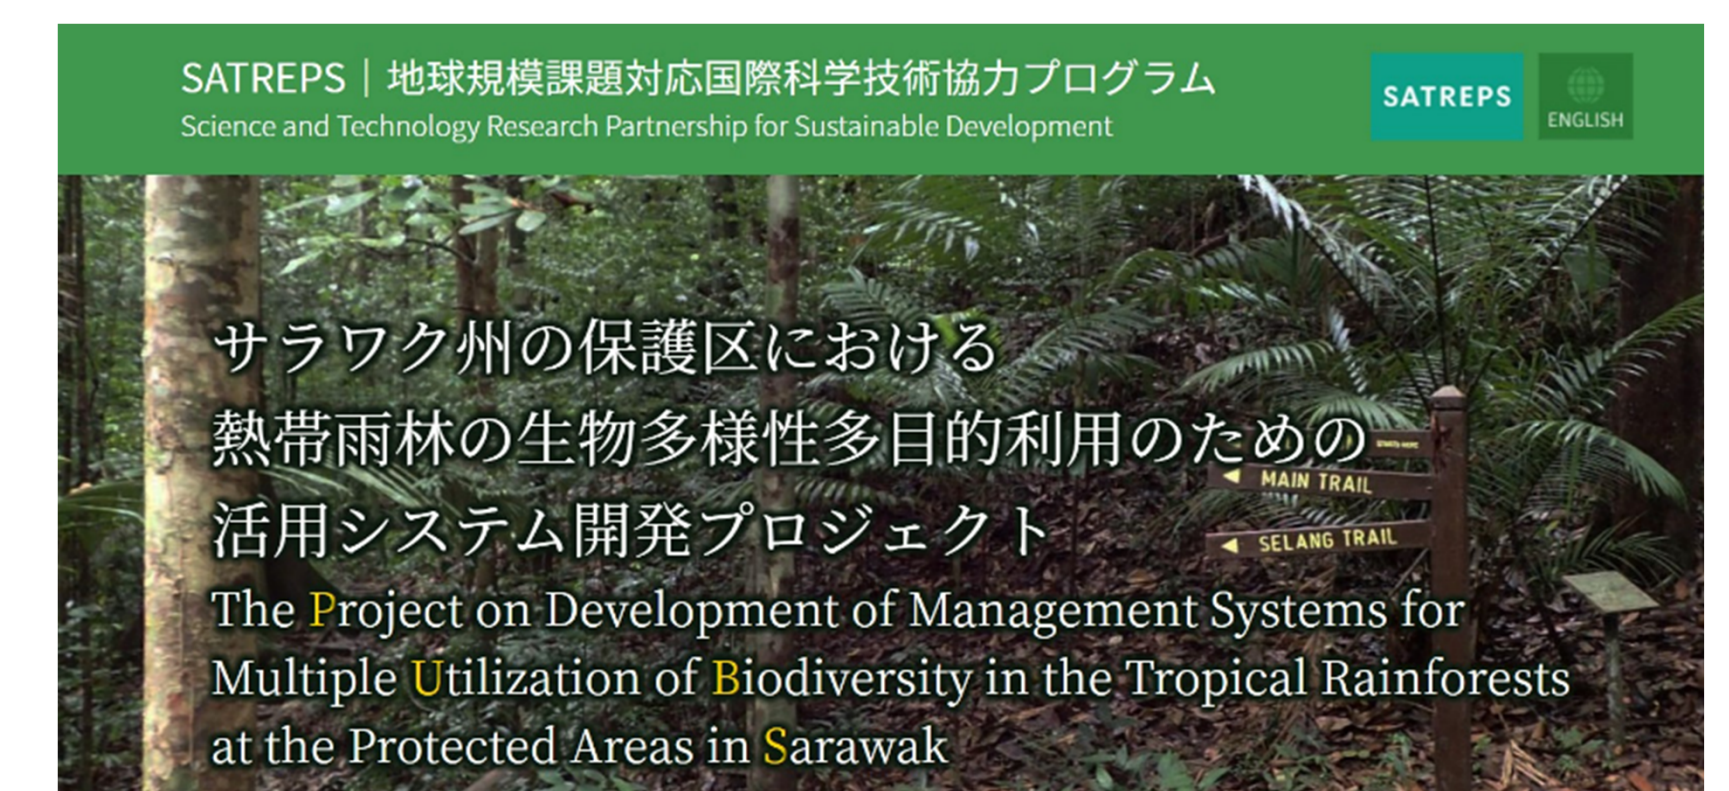 SATREPS｜地球規模課題対応国際科学技術協力プログラム
Science and Technology Research Partnership for Sustainable Development
SATREPS
ENGLISH
サラワク州の保護区における
熱帯雨林の生物多様性多目的利用のための
活用システム開発プロジェクト
The Project on Development of Management Systems for
Multiple Utilization of Biodiversity in the Tropical Rainforests
at the Protected Areas in Sarawak
MAIN TRAIL
SELANG TRAIL